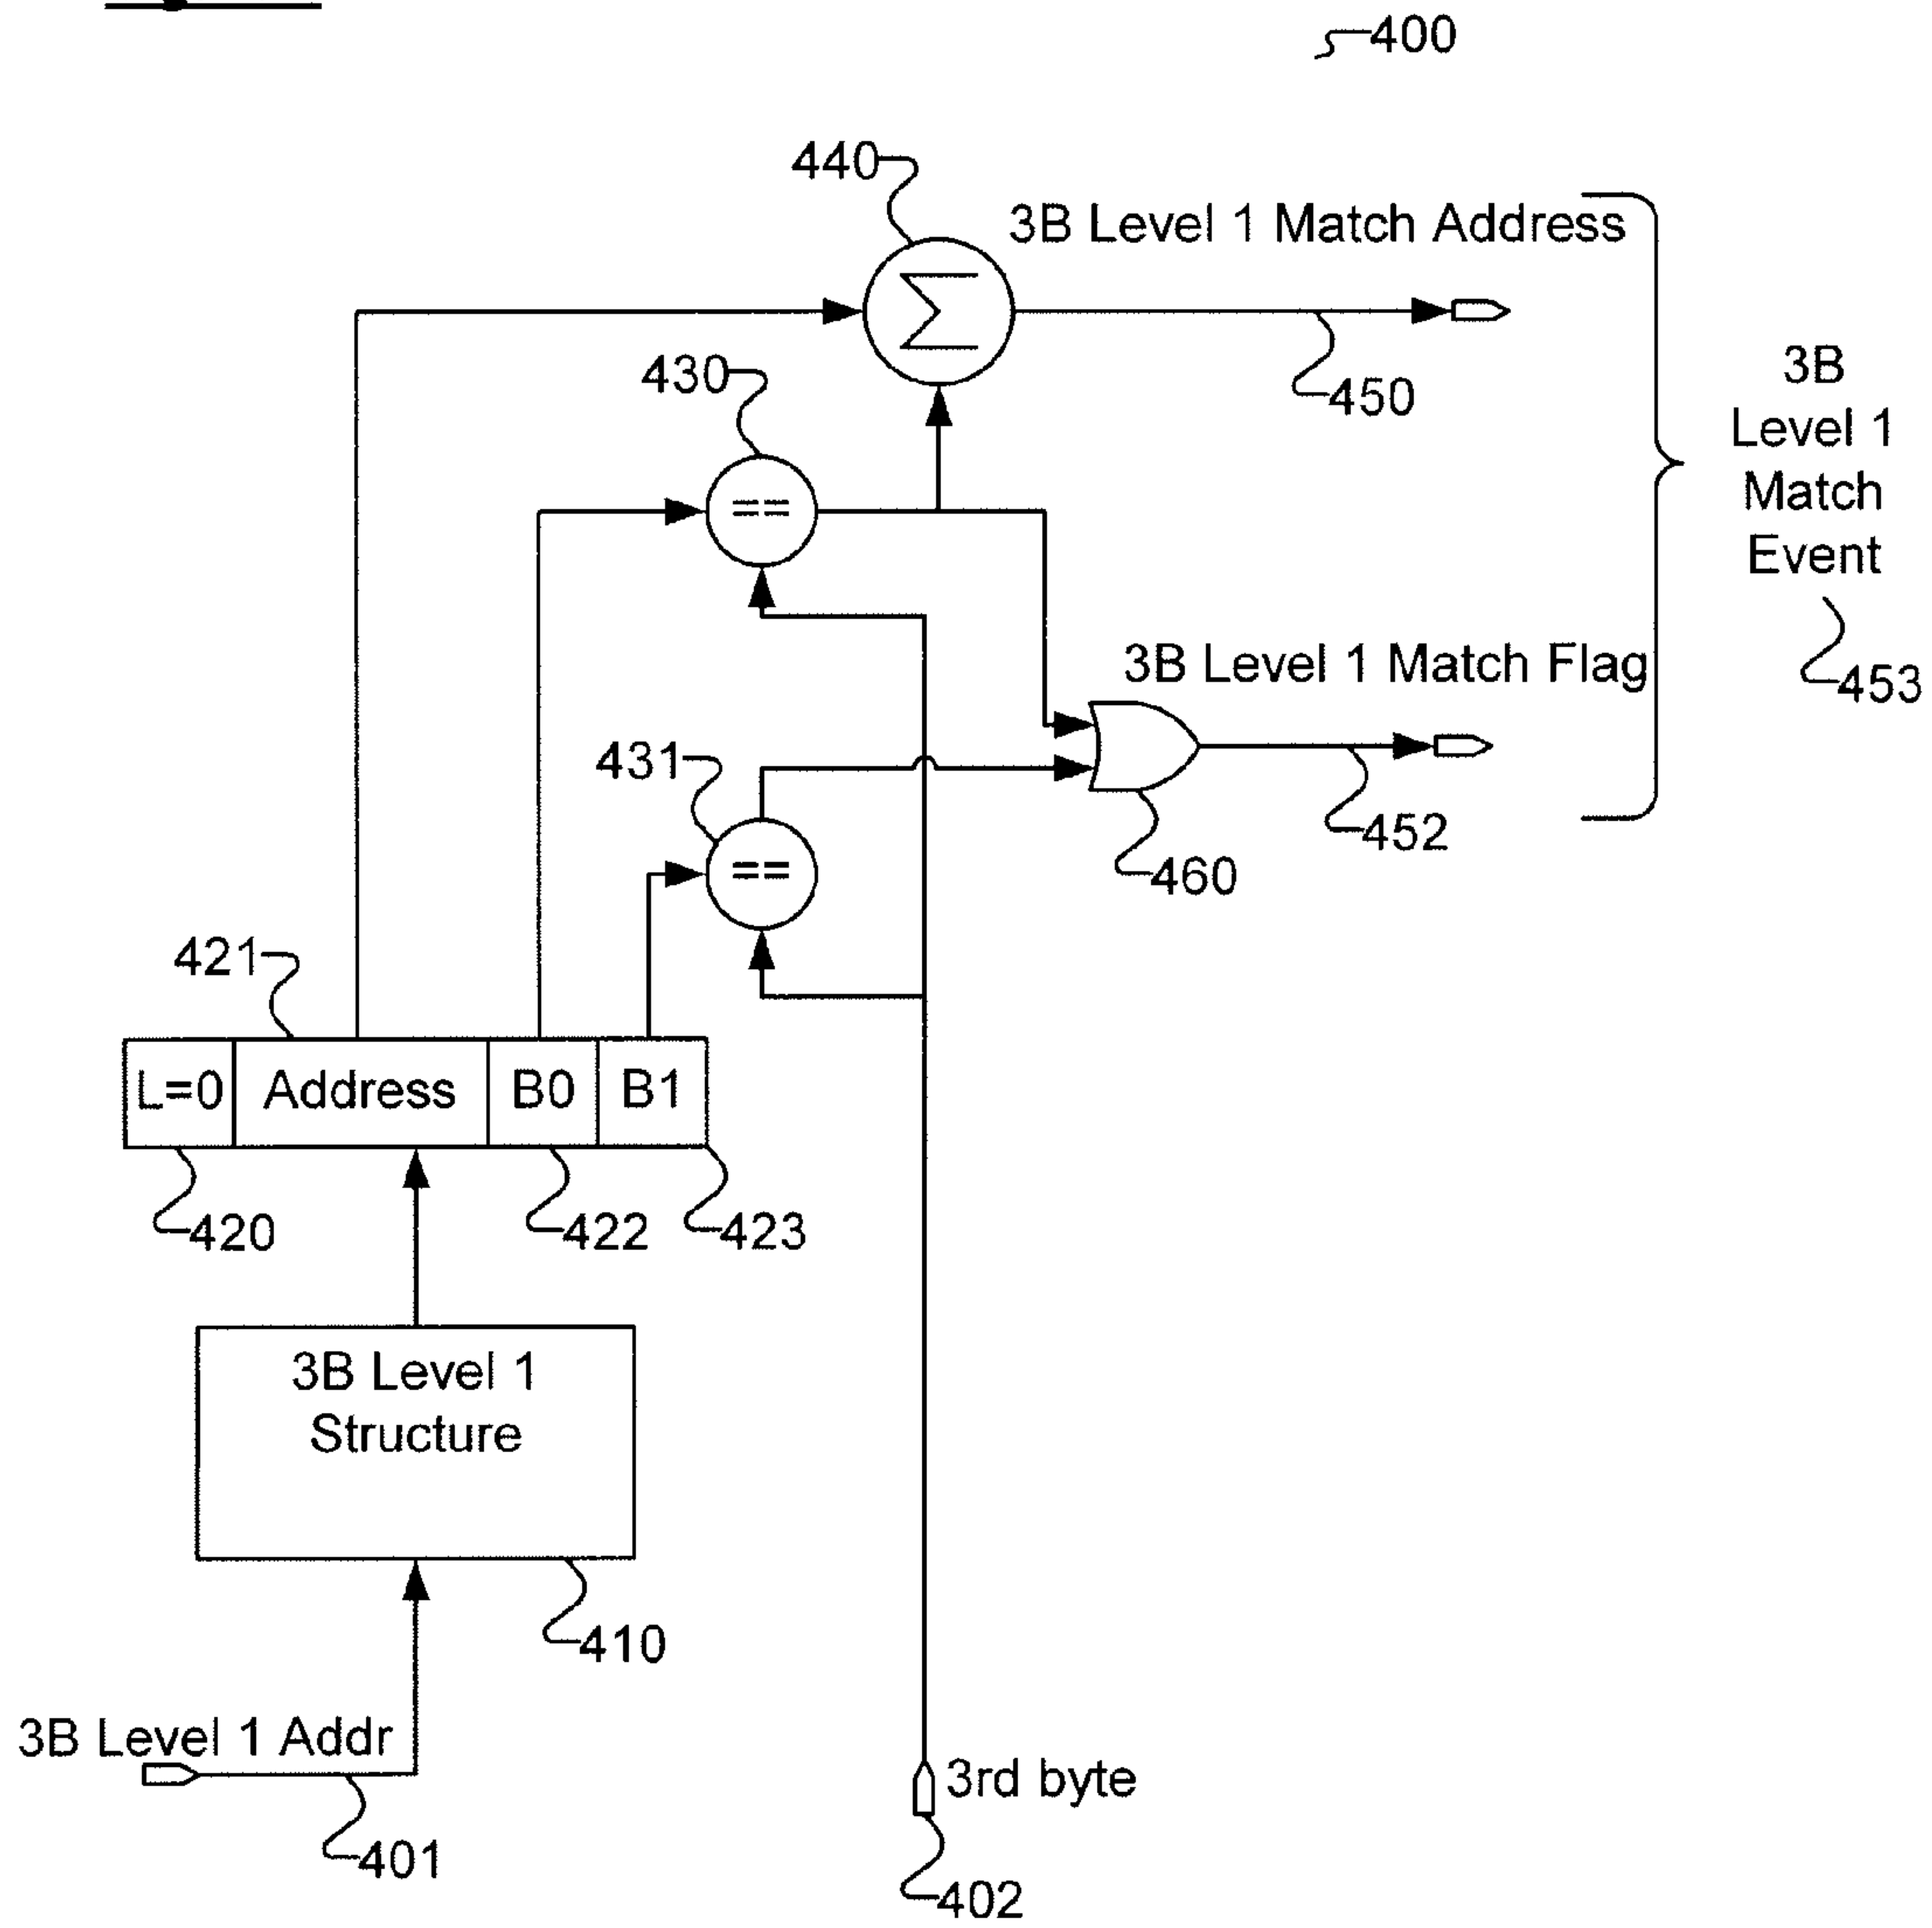 400
440
3B Level 1 Match Address
Σ
430
450
3B
Level 1
Match
Event
==
3B Level 1 Match Flag
453
431
452
==
460
421
L=0 Address B0 B1
420 422 423
3B Level 1
Structure
410
3B Level 1 Addr
3rd byte
401
402